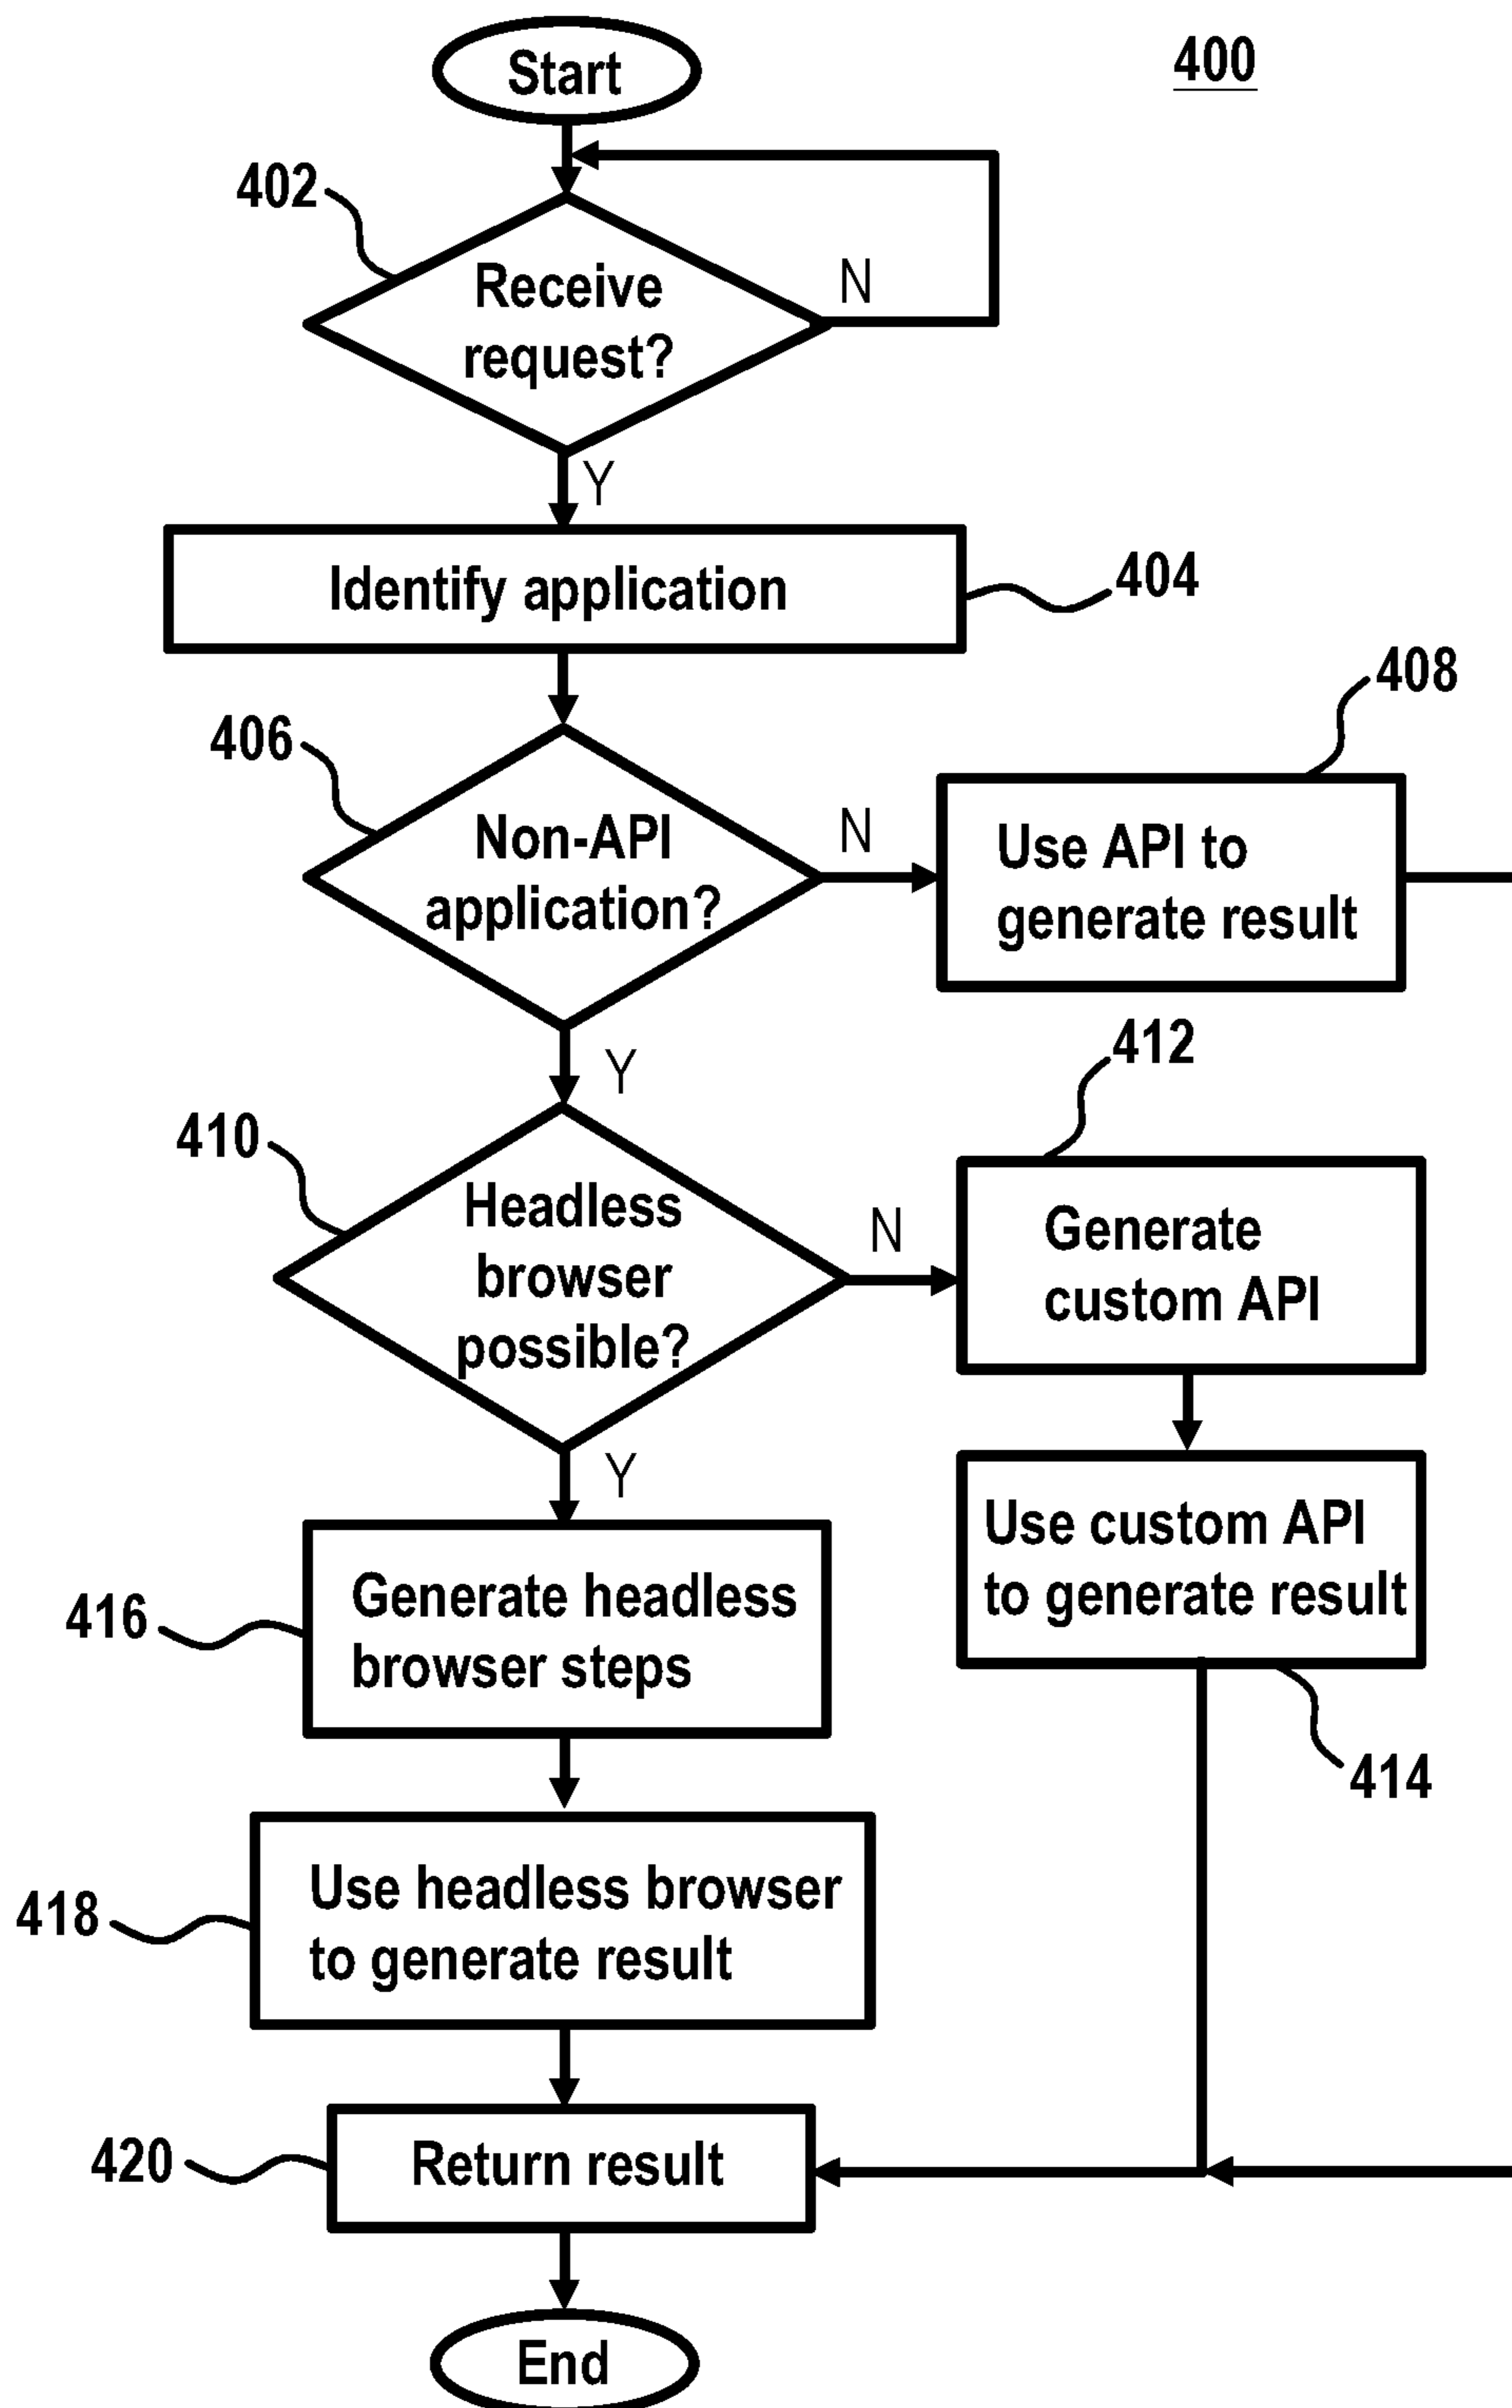 Start
400
402
Receive
request?
N
Y
Identify application
404
408
406
Non-API
application?
N
Use API to
generate result
Y
412
410
Headless
browser
possible?
N
Generate
custom API
Y
Use custom API
to generate result
416
Generate headless
browser steps
414
418
Use headless browser
to generate result
420
Return result
End